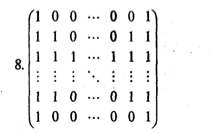 8.
1 0 0 ⋯ 0 0 1
1 1 0 ⋯ 0 1 1
1 1 1 ⋯ 1 1 1
⋮ ⋮ ⋮ ⋱ ⋮ ⋮ ⋮
1 1 0 ⋯ 0 1 1
1 0 0 ⋯ 0 0 1